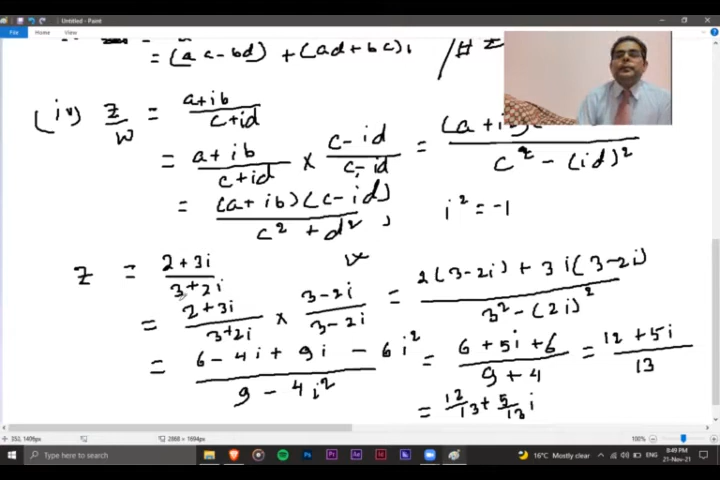 Untitled - Paint
File Home View
= (ac-bd) + (ad+bc)i
(iv) z/w = (a+ib)/(c+id)
= (a+ib)/(c+id) × (c-id)/(c-id) = (a+ib)(/(c² - (id)²
= (a+ib)(c-id)/(c² + d²), i² = -1
z = (2+3i)/(3+2i)
= (2+3i)/(3+2i) × (3-2i)/(3-2i) = (2(3-2i) + 3i(3-2i))/(3² - (2i)²)
= (6 - 4i + 9i - 6i²)/(9 - 4i²) = (6 + 5i + 6)/(9 + 4) = (12 + 5i)/13
= 12/13 + 5/13 i
353, 1406px 2868 × 1694px 100%
Type here to search 16°C Mostly clear ENG 8:49 PM 21-Nov-21